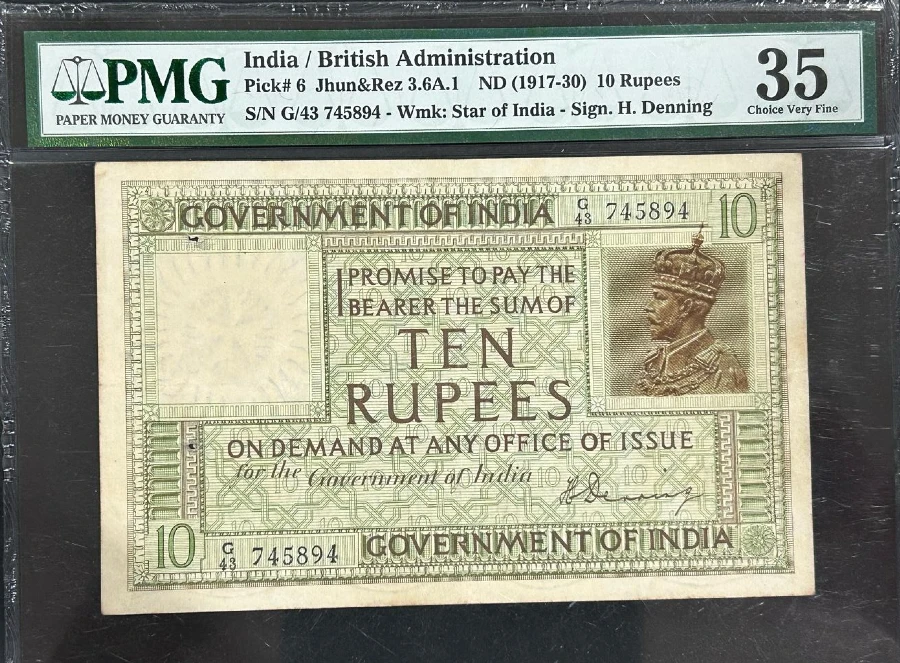 PMG
PAPER MONEY GUARANTY
India / British Administration
Pick# 6 Jhun&Rez 3.6A.1 ND (1917-30) 10 Rupees
S/N G/43 745894 - Wmk: Star of India - Sign. H. Denning
35
Choice Very Fine
GOVERNMENT OF INDIA G/43 745894 10
I PROMISE TO PAY THE
BEARER THE SUM OF
TEN
RUPEES
ON DEMAND AT ANY OFFICE OF ISSUE
for the Government of India
H Denning
10 G/43 745894 GOVERNMENT OF INDIA